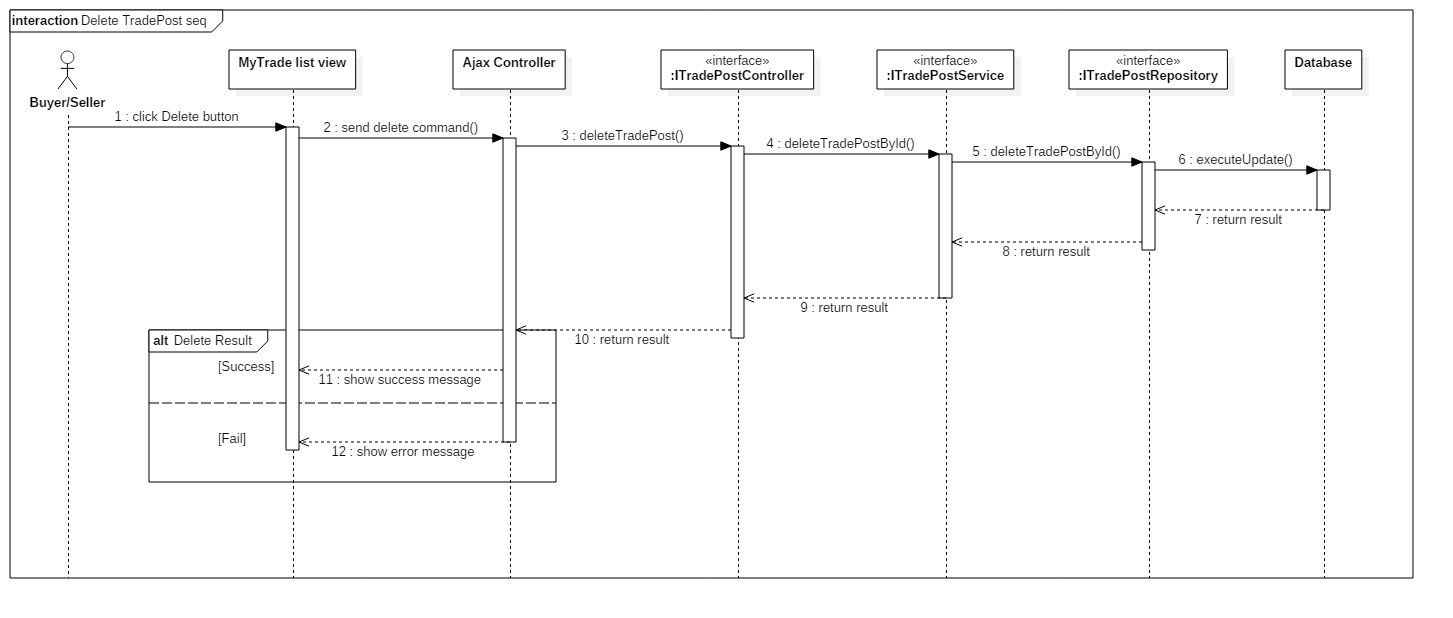 interaction Delete TradePost seq
Buyer/Seller
MyTrade list view
Ajax Controller
«interface»
:ITradePostController
«interface»
:ITradePostService
«interface»
:ITradePostRepository
Database
1 : click Delete button
2 : send delete command()
3 : deleteTradePost()
4 : deleteTradePostById()
5 : deleteTradePostById()
6 : executeUpdate()
7 : return result
8 : return result
9 : return result
10 : return result
alt Delete Result
[Success]
11 : show success message
[Fail]
12 : show error message